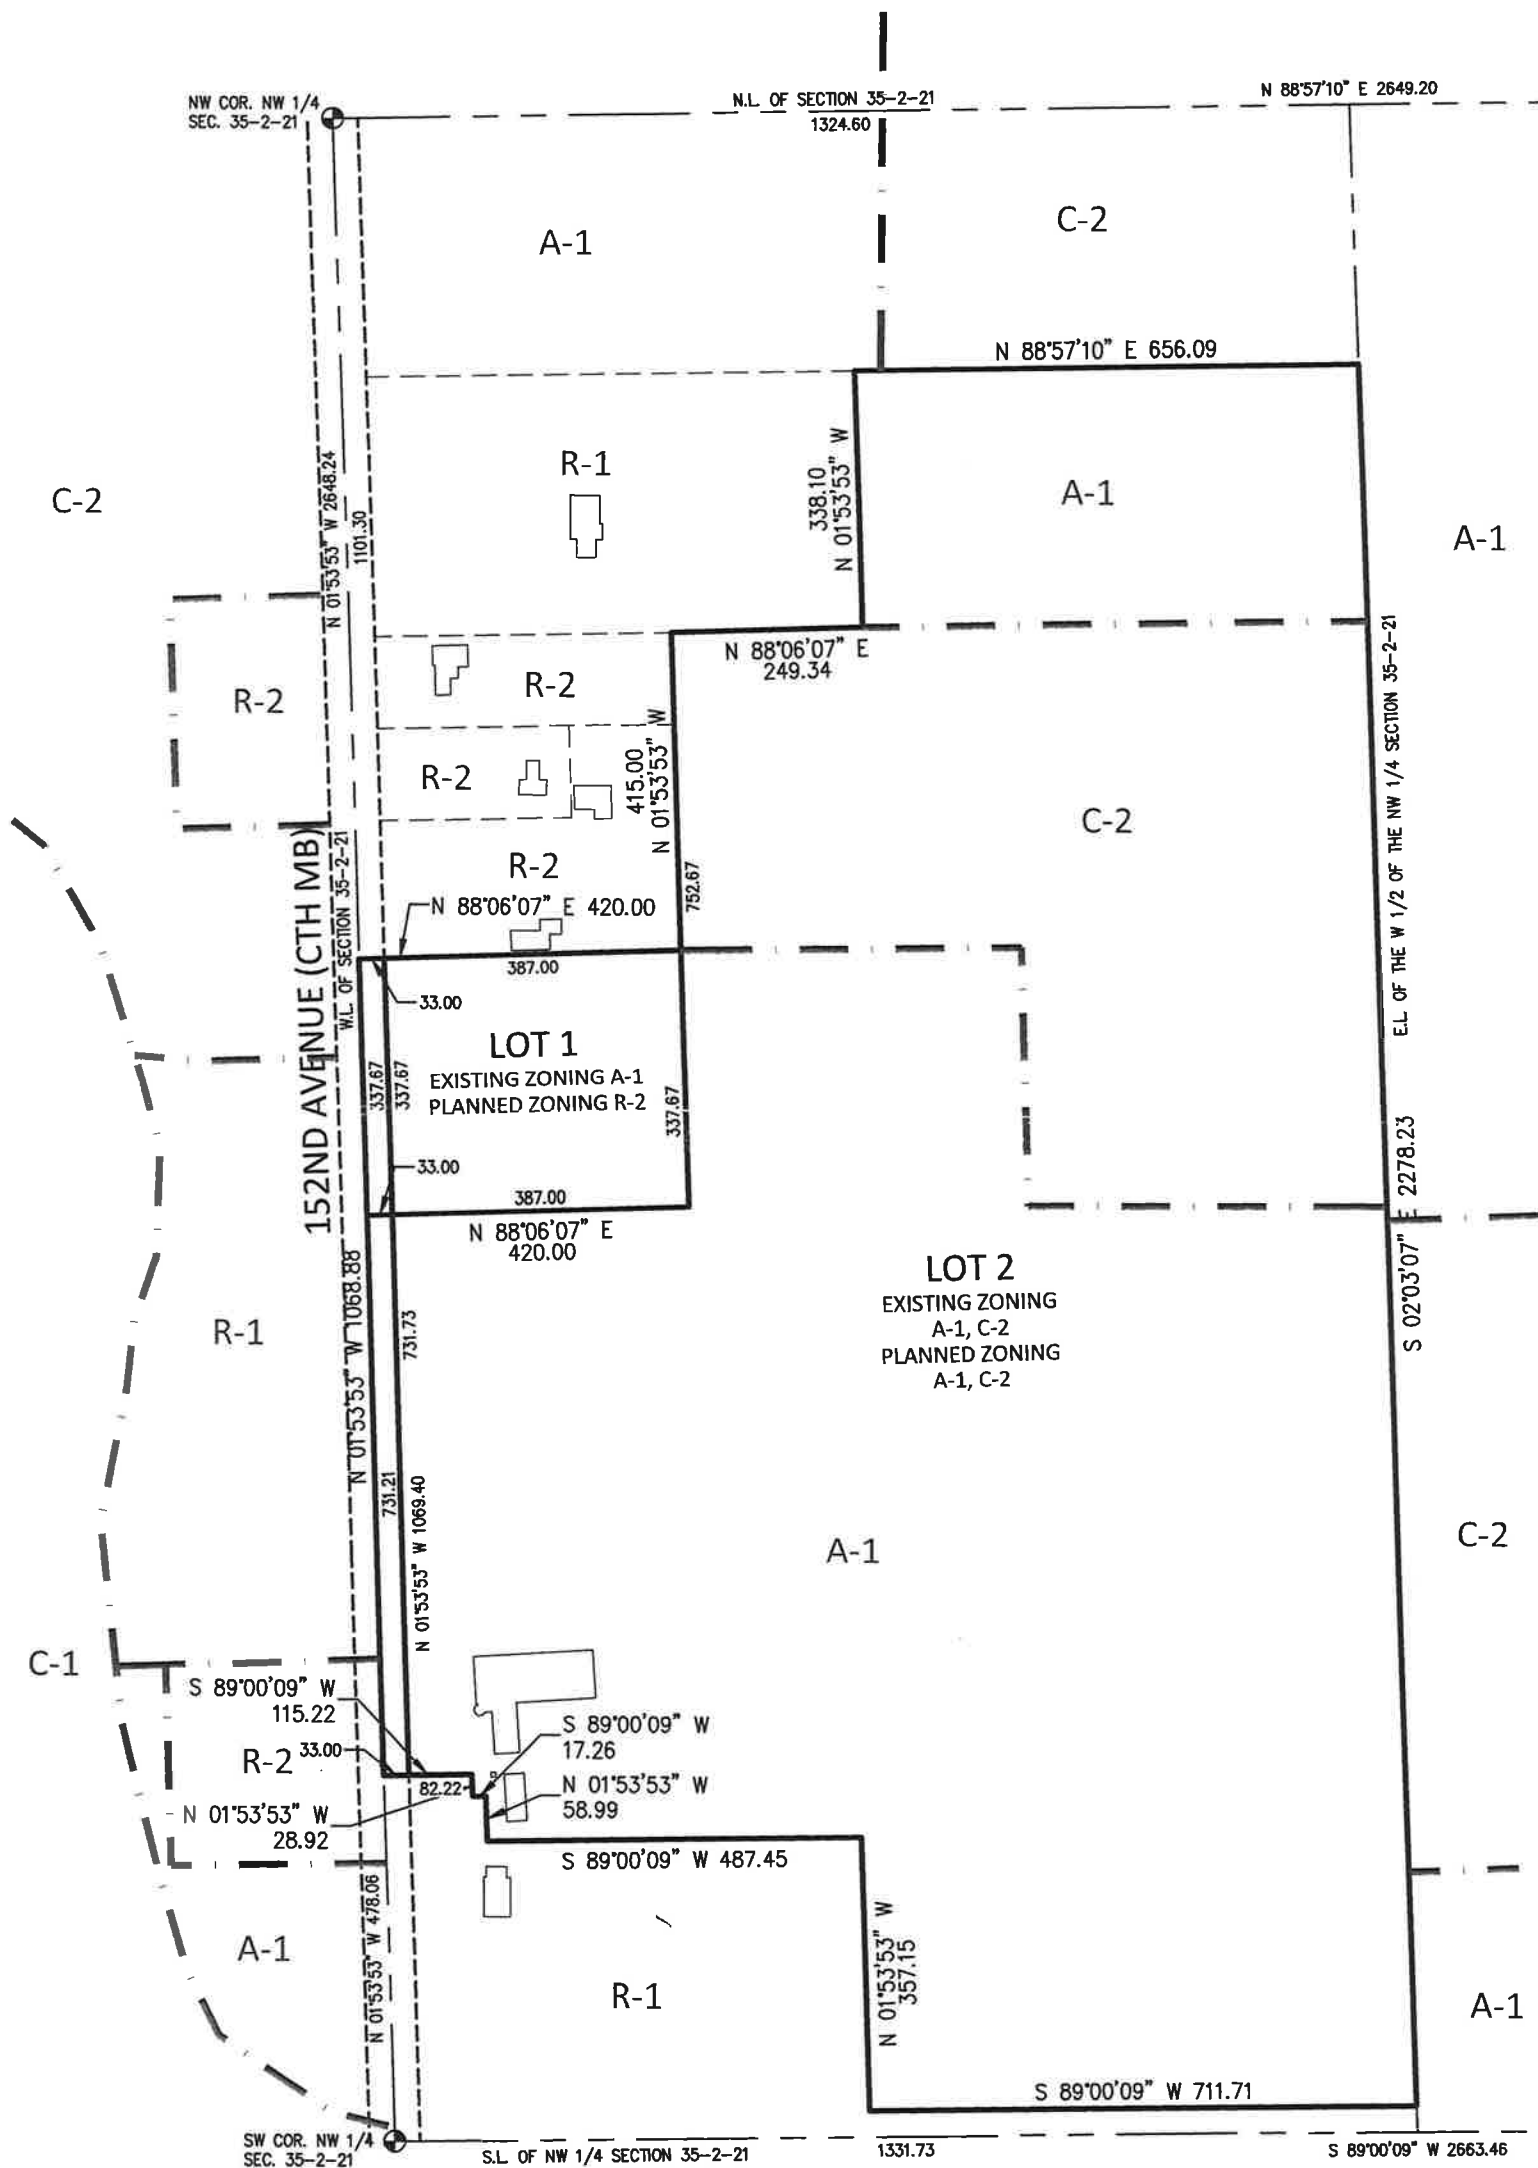 N.L. OF SECTION 35-2-21
N 88°57'10" E 2649.20
NW COR. NW 1/4
SEC. 35-2-21
1324.60
C-2
A-1
N 88°57'10" E 656.09
N 01°53'53" W 2648.24
1101.30
R-1
338.10
N 01°53'53" W
A-1
C-2
A-1
N 88°06'07" E
249.34
R-2
R-2
415.00
N 01°53'53" W
R-2
C-2
E.L. OF THE W 1/2 OF THE NW 1/4 SECTION 35-2-21
R-2
752.67
N 88°06'07" E 420.00
387.00
33.00
152ND AVENUE (CTH MB)
W.L. OF SECTION 35-2-21
LOT 1
EXISTING ZONING A-1
PLANNED ZONING R-2
337.67
337.67
337.67
33.00
387.00
N 88°06'07" E
420.00
S 02°03'07" E 2278.23
LOT 2
EXISTING ZONING
A-1, C-2
PLANNED ZONING
A-1, C-2
R-1
N 01°53'53" W 1068.88
731.73
731.21
N 01°53'53" W 1069.40
A-1
C-2
C-1
S 89°00'09" W
115.22
S 89°00'09" W
17.26
R-2
33.00
82.22
N 01°53'53" W
58.99
N 01°53'53" W
28.92
S 89°00'09" W 487.45
N 01°53'53" W 478.06
A-1
R-1
N 01°53'53" W
357.15
A-1
S 89°00'09" W 711.71
SW COR. NW 1/4
SEC. 35-2-21
S.L. OF NW 1/4 SECTION 35-2-21
1331.73
S 89°00'09" W 2663.46